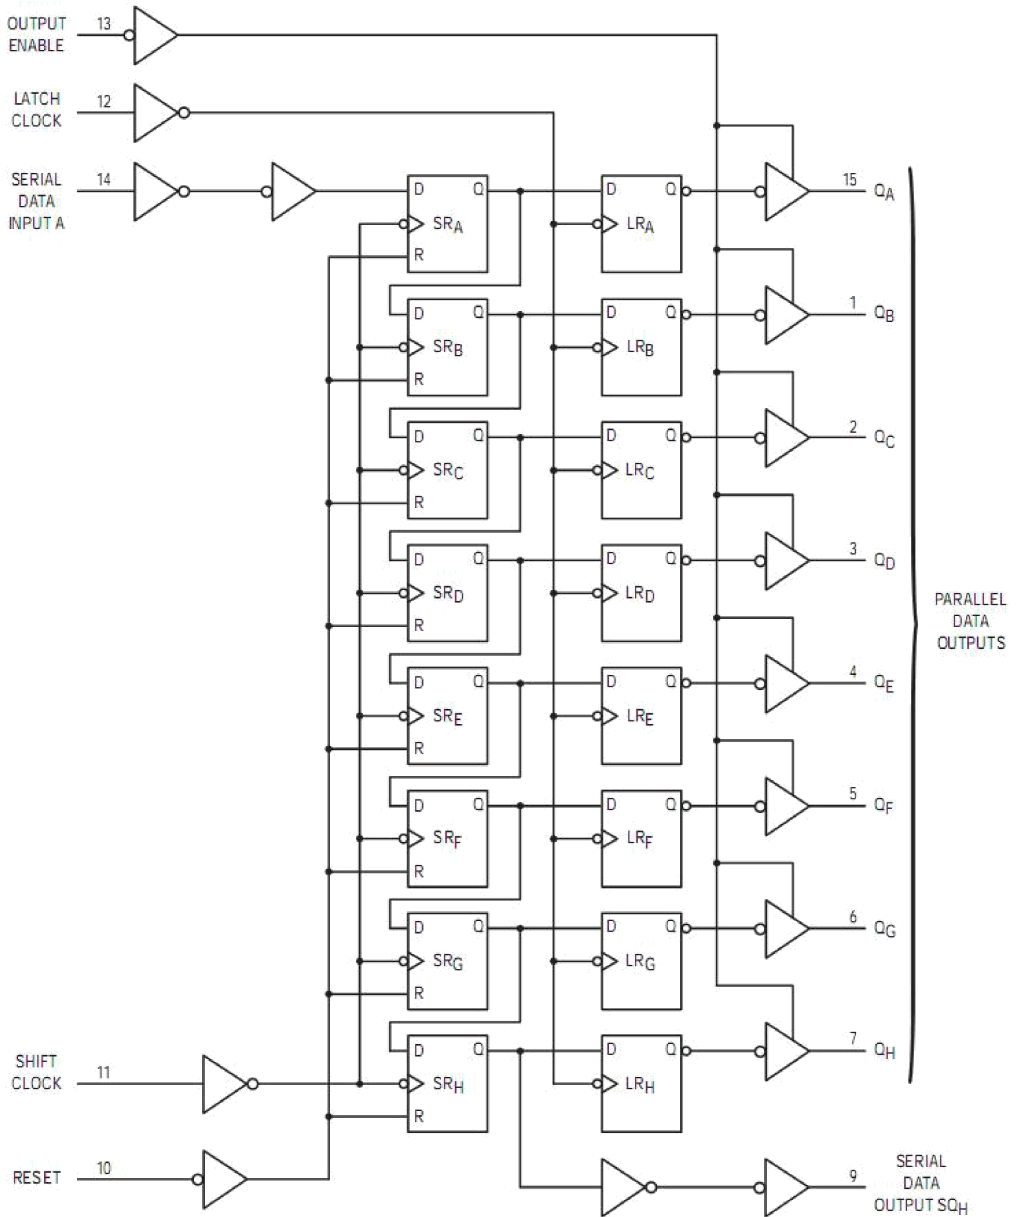 OUTPUT
ENABLE
13
LATCH
CLOCK
12
SERIAL
DATA
INPUT A
14
D Q
SRA
R
D Q
LRA
15 QA
D Q
SRB
R
D Q
LRB
1 QB
D Q
SRC
R
D Q
LRC
2 QC
D Q
SRD
R
D Q
LRD
3 QD
D Q
SRE
R
D Q
LRE
4 QE
D Q
SRF
R
D Q
LRF
5 QF
D Q
SRG
R
D Q
LRG
6 QG
D Q
SRH
R
D Q
LRH
7 QH
PARALLEL
DATA
OUTPUTS
SHIFT
CLOCK
11
RESET
10
9
SERIAL
DATA
OUTPUT SQH